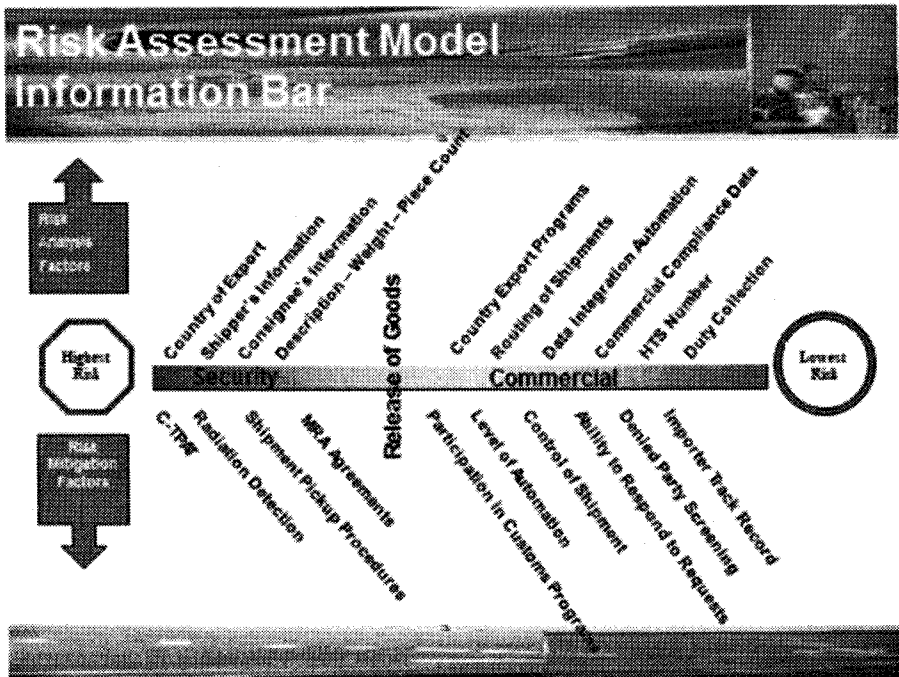 Risk Assessment Model
Information Bar
Risk
Analysis
Factors
Country of Export
Shipper's Information
Consignee's Information
Description – Weight – Piece Count
Release of Goods
Country Export Programs
Routing of Shipments
Data Integration Automation
Commercial Compliance Data
HTS Number
Duty Collection
Highest
Risk
Security
Commercial
Lowest
Risk
Risk
Mitigation
Factors
C-TPAT
Radiation Detection
Shipment Pickup Procedures
MRA Agreements
Participation in Customs Programs
Level of Automation
Control of Shipment
Ability to Respond to Requests
Denied Party Screening
Importer Track Record